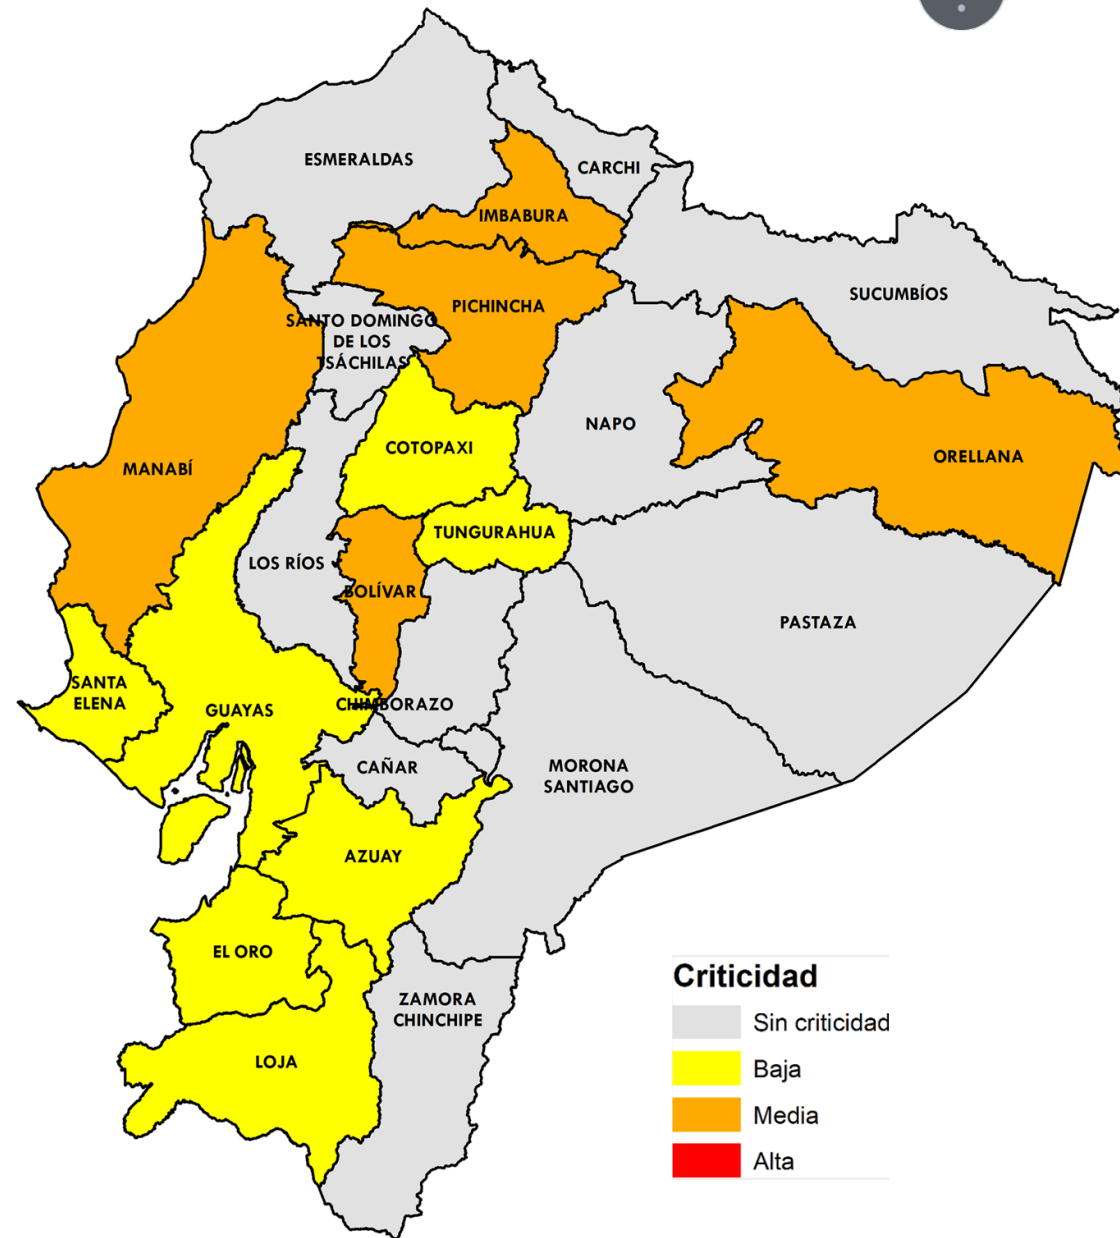 ESMERALDAS
CARCHI
IMBABURA
SUCUMBÍOS
PICHINCHA
SANTO DOMINGO
DE LOS
TSÁCHILAS
NAPO
COTOPAXI
ORELLANA
MANABÍ
TUNGURAHUA
LOS RÍOS
BOLÍVAR
PASTAZA
SANTA
ELENA
GUAYAS
CHIMBORAZO
CAÑAR
MORONA
SANTIAGO
AZUAY
EL ORO
ZAMORA
CHINCHIPE
LOJA
Criticidad
Sin criticidad
Baja
Media
Alta